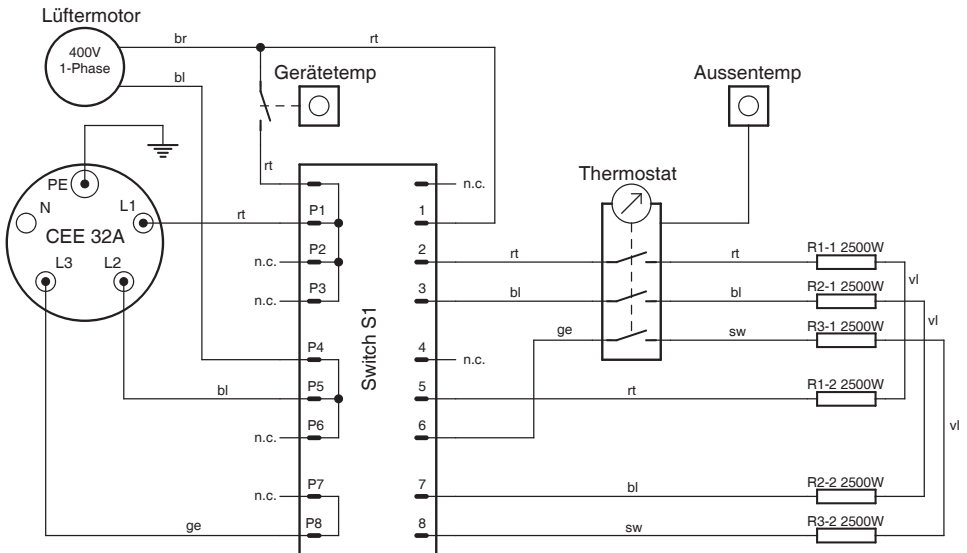 Lüftermotor
400V
1-Phase
br
rt
bl
Gerätetemp
Aussentemp
rt
Thermostat
PE
N
L1
CEE 32A
L3
L2
rt
n.c.
n.c.
bl
n.c.
n.c.
ge
P1
P2
P3
P4
P5
P6
P7
P8
Switch S1
1
2
3
4
5
6
7
8
n.c.
rt
bl
ge
n.c.
rt
bl
sw
rt
bl
sw
R1-1 2500W
R2-1 2500W
R3-1 2500W
R1-2 2500W
R2-2 2500W
R3-2 2500W
vl
vl
vl